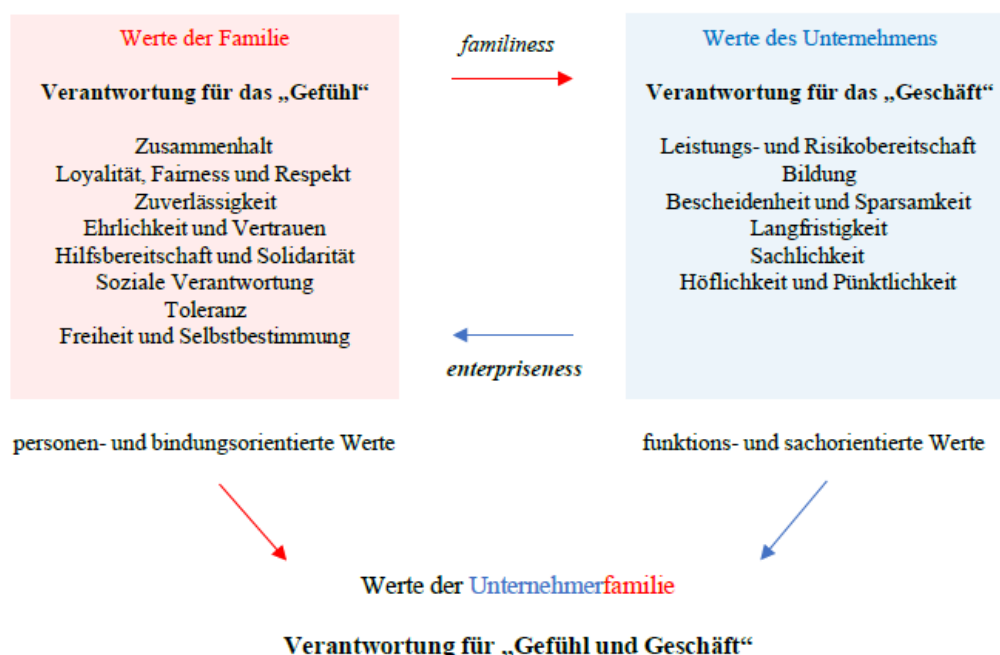 Werte der Familie
Verantwortung für das „Gefühl“
Zusammenhalt
Loyalität, Fairness und Respekt
Zuverlässigkeit
Ehrlichkeit und Vertrauen
Hilfsbereitschaft und Solidarität
Soziale Verantwortung
Toleranz
Freiheit und Selbstbestimmung
familiness
enterpriseness
Werte des Unternehmens
Verantwortung für das „Geschäft“
Leistungs- und Risikobereitschaft
Bildung
Bescheidenheit und Sparsamkeit
Langfristigkeit
Sachlichkeit
Höflichkeit und Pünktlichkeit
personen- und bindungsorientierte Werte
funktions- und sachorientierte Werte
Werte der Unternehmerfamilie
Verantwortung für „Gefühl und Geschäft“